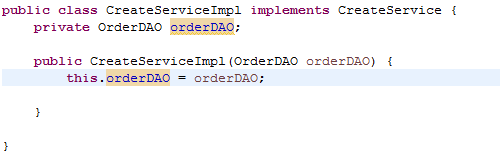 public class CreateServiceImpl implements CreateService {
    private OrderDAO orderDAO;
    public CreateServiceImpl(OrderDAO orderDAO) {
        this.orderDAO = orderDAO;
    }
}